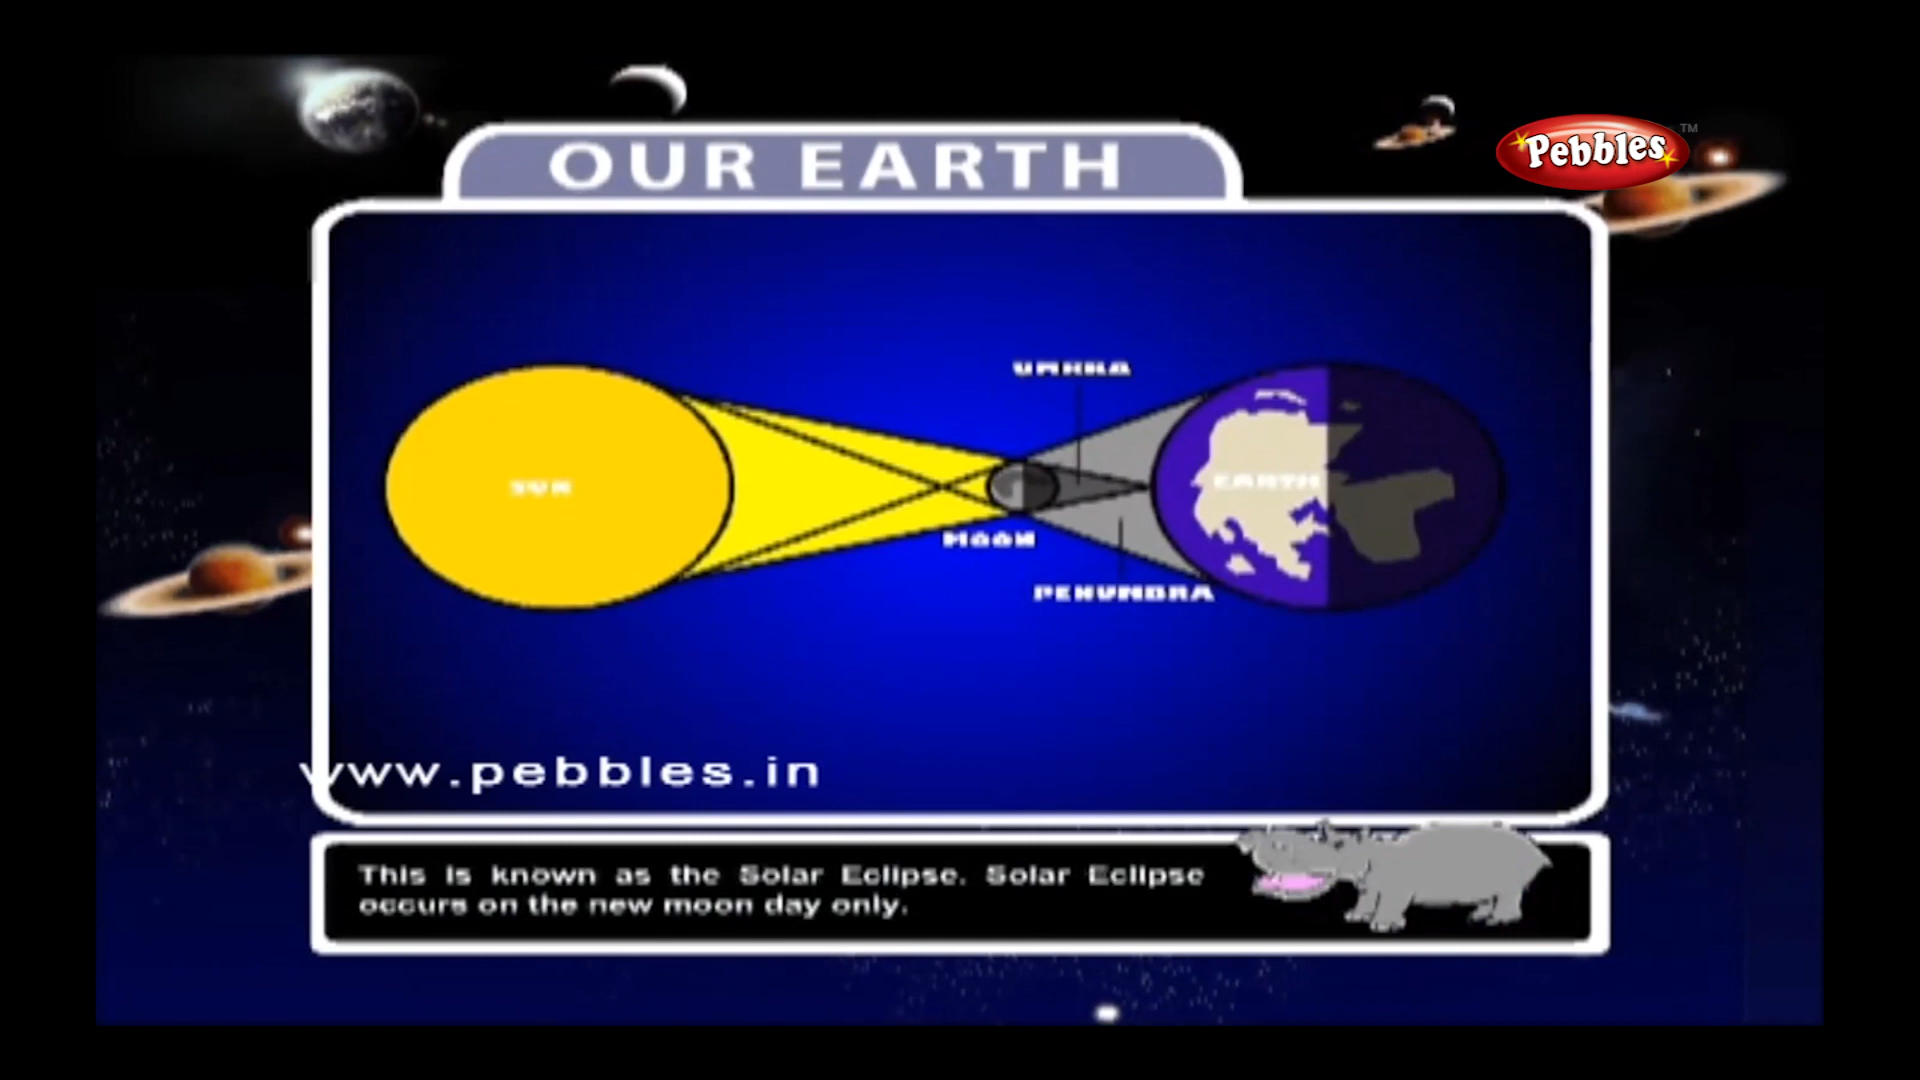 Pebbles™
OUR EARTH
UMBRA
SUN
EARTH
MOON
PENUMBRA
www.pebbles.in
This is known as the Solar Eclipse. Solar Eclipse
occurs on the new moon day only.